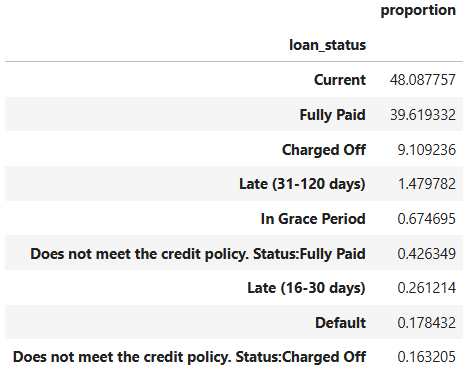 proportion
loan_status
Current 48.087757
Fully Paid 39.619332
Charged Off 9.109236
Late (31-120 days) 1.479782
In Grace Period 0.674695
Does not meet the credit policy. Status:Fully Paid 0.426349
Late (16-30 days) 0.261214
Default 0.178432
Does not meet the credit policy. Status:Charged Off 0.163205